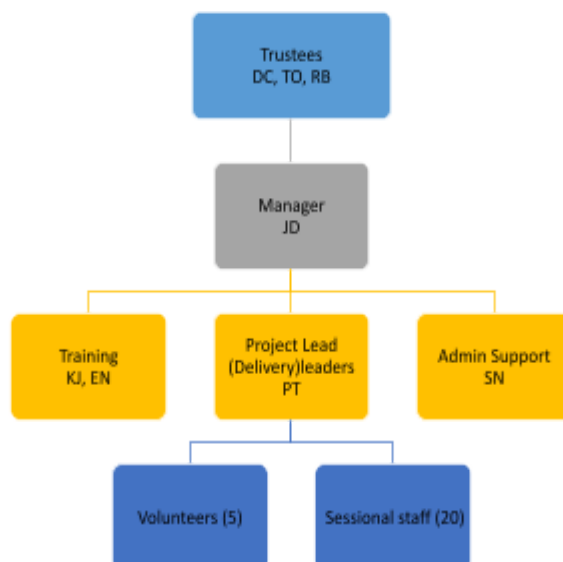 Trustees
DC, TO, RB
Manager
JD
Training
KJ, EN
Project Lead
(Delivery)leaders
PT
Admin Support
SN
Volunteers (5)
Sessional staff (20)